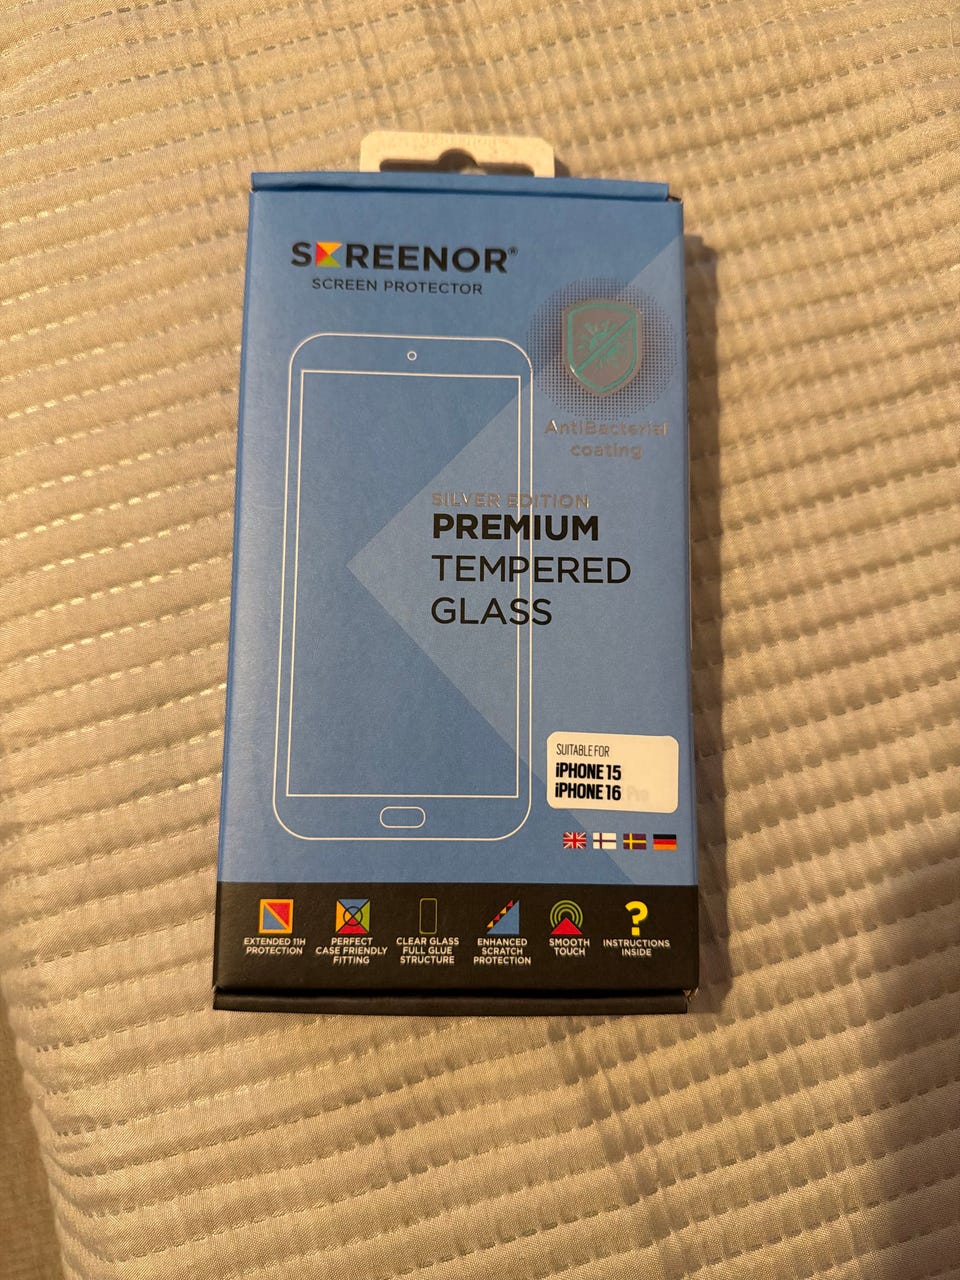 SCREENOR®
SCREEN PROTECTOR
AntiBacterial
coating
SILVER EDITION
PREMIUM
TEMPERED
GLASS
SUITABLE FOR
iPHONE 15
iPHONE 16
EXTENDED 11H
PROTECTION
PERFECT
CASE FRIENDLY
FITTING
CLEAR GLASS
FULL GLUE
STRUCTURE
ENHANCED
SCRATCH
PROTECTION
SMOOTH
TOUCH
?
INSTRUCTIONS
INSIDE